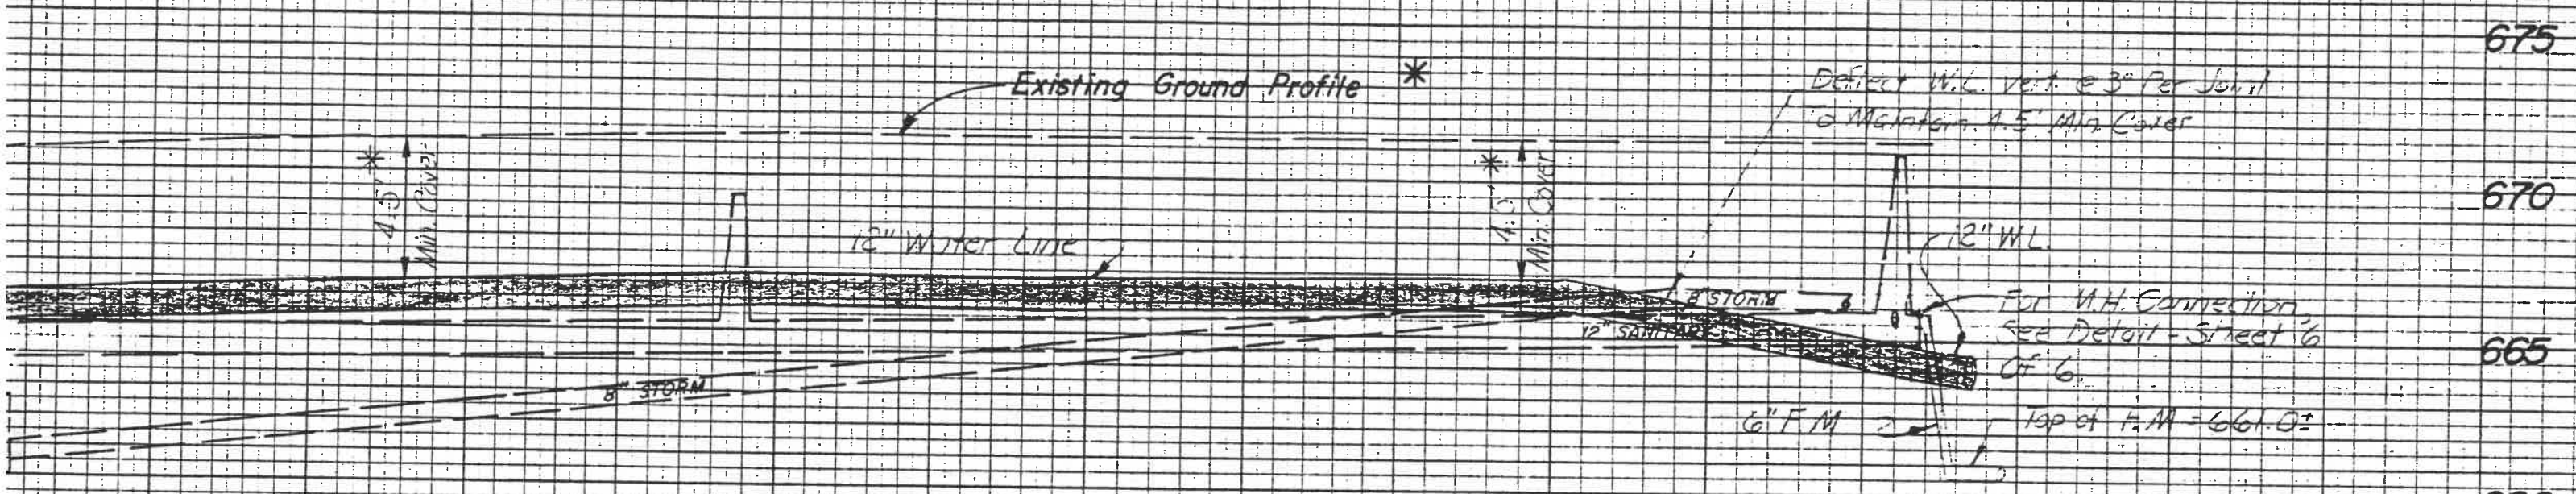 675
Existing Ground Profile *
Deflect W.L. Vert. @ 3° Per Joint
To Maintain 4.5' Min. Cover
4.5' *
Min. Cover
*
Min. Cover
670
12" Water Line
12" W.L.
8" STORM
12" SANITARY
For M.H. Connection,
See Detail - Sheet 6
Of 6.
665
8" STORM
6" F M
Top of F.M = 661.0±